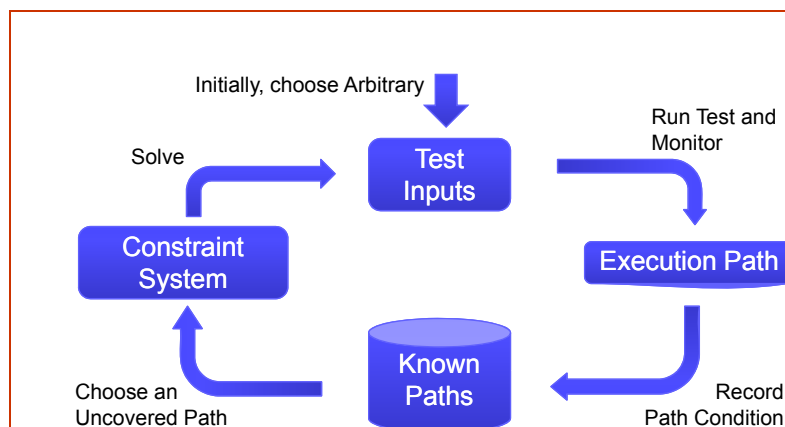 Initially, choose Arbitrary
Run Test and
Monitor
Solve
Test
Inputs
Constraint
System
Execution Path
Known
Paths
Choose an
Uncovered Path
Record
Path Condition